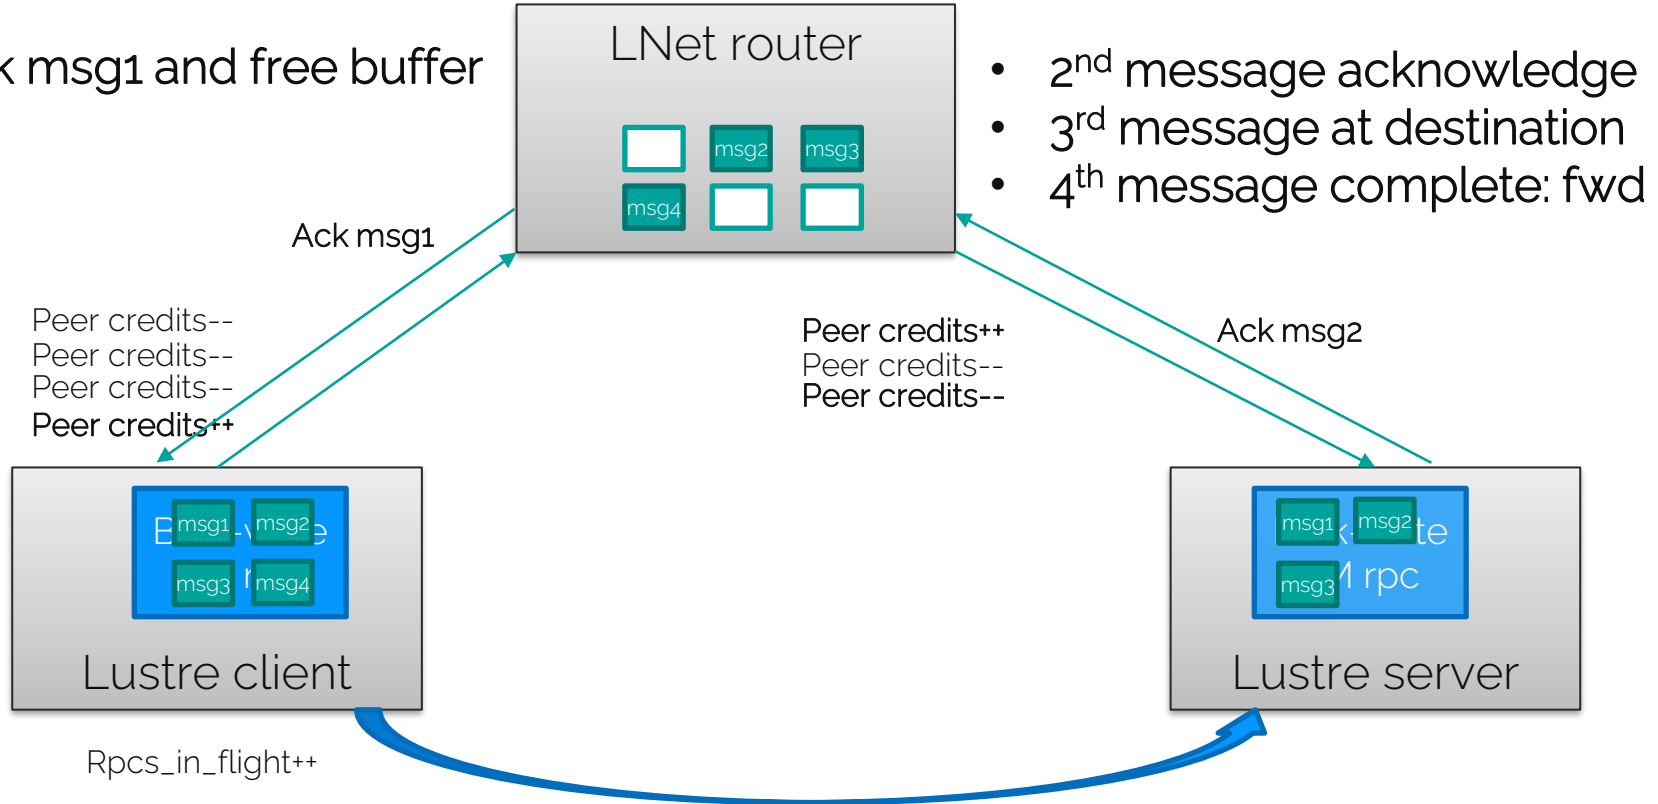 LNet router
k msg1 and free buffer
• 2nd message acknowledge
• 3rd message at destination
• 4th message complete: fwd
msg2 msg3
msg4
Ack msg1
Peer credits--
Peer credits--
Peer credits--
Peer credits++
Peer credits++
Peer credits--
Peer credits--
Ack msg2
msg1 msg2
msg3 msg4
Lustre client
msg1 msg2
msg3
rpc
Lustre server
Rpcs_in_flight++